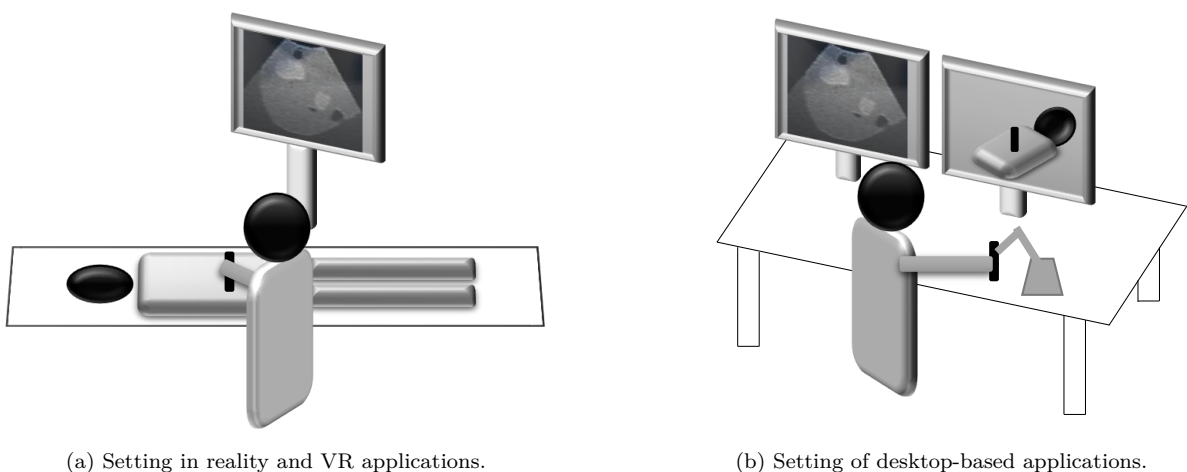 (a) Setting in reality and VR applications.
(b) Setting of desktop-based applications.